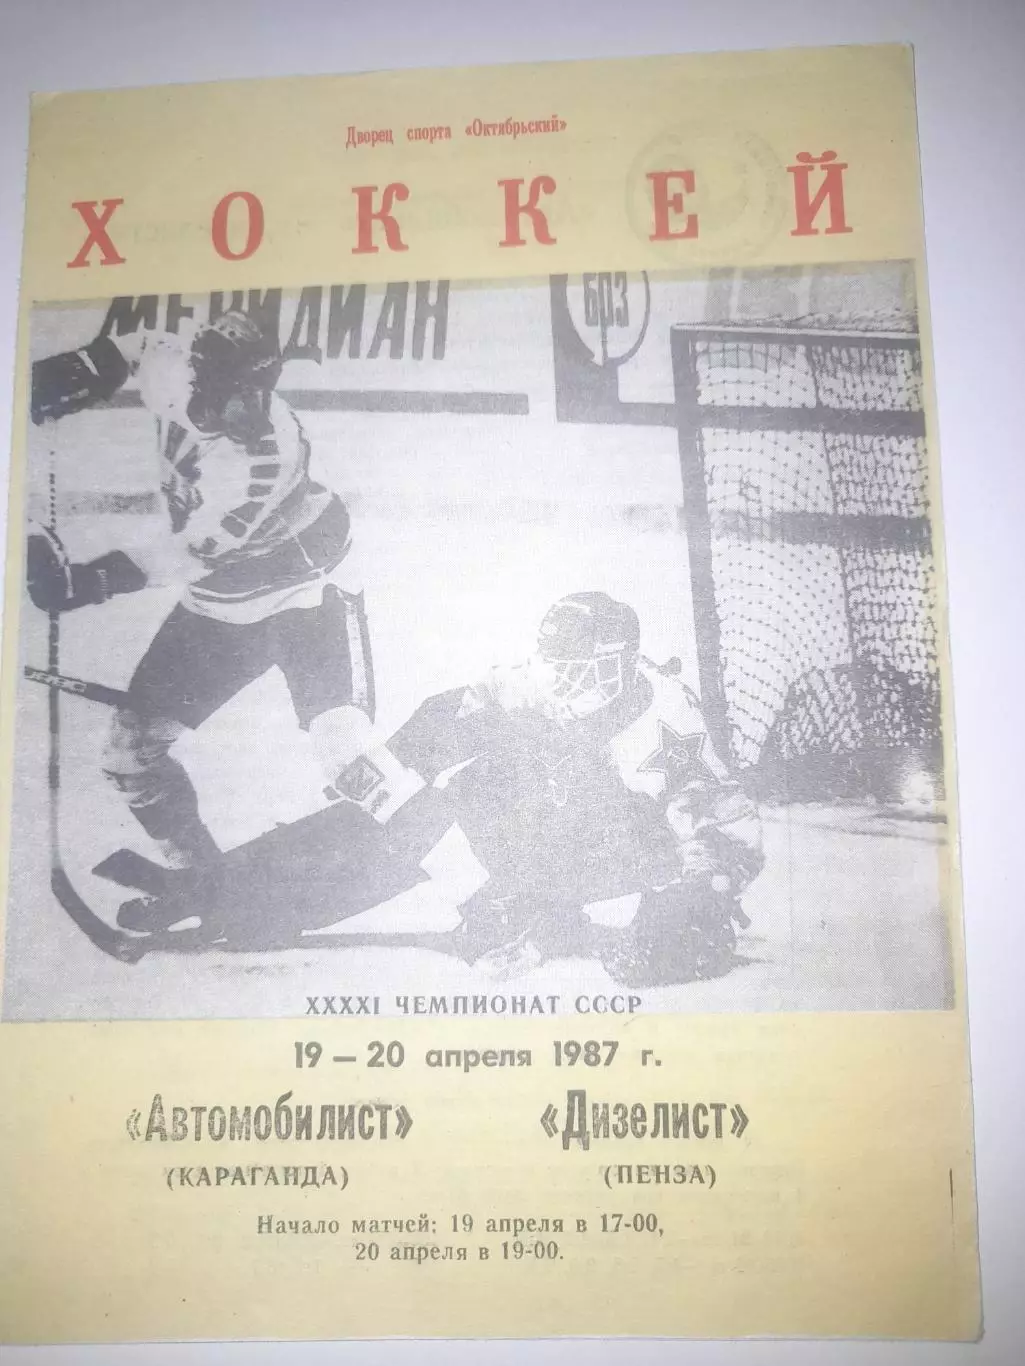 Дворец спорта «Октябрьский»
ХОККЕЙ
МЕРИДИАН
БОЗ
XXXXI ЧЕМПИОНАТ СССР
19 — 20 апреля 1987 г.
«Автомобилист» «Дизелист»
(КАРАГАНДА) (ПЕНЗА)
Начало матчей: 19 апреля в 17-00,
20 апреля в 19-00.